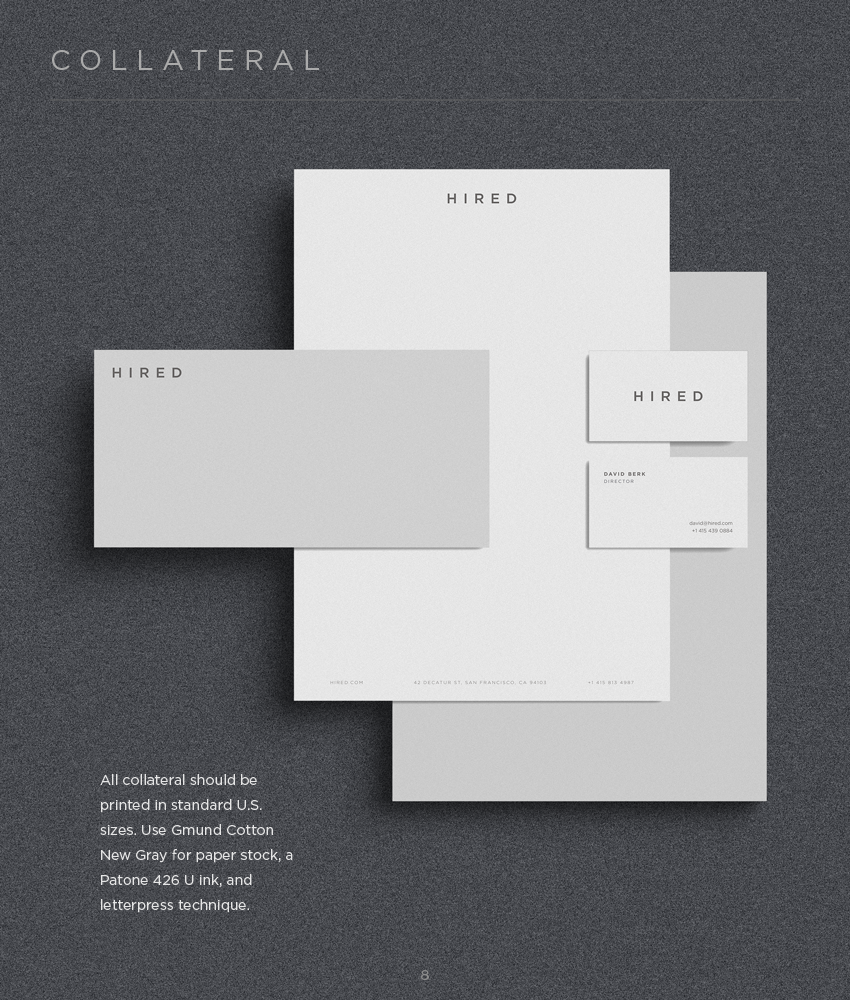 COLLATERAL
HIRED
HIRED
HIRED
DAVID BERK
DIRECTOR
david@hired.com
+1 415 439 0884
HIRED.COM 42 DECATUR ST. SAN FRANCISCO, CA 94103 +1 415 813 4987
All collateral should be
printed in standard U.S.
sizes. Use Gmund Cotton
New Gray for paper stock, a
Patone 426 U ink, and
letterpress technique.
8